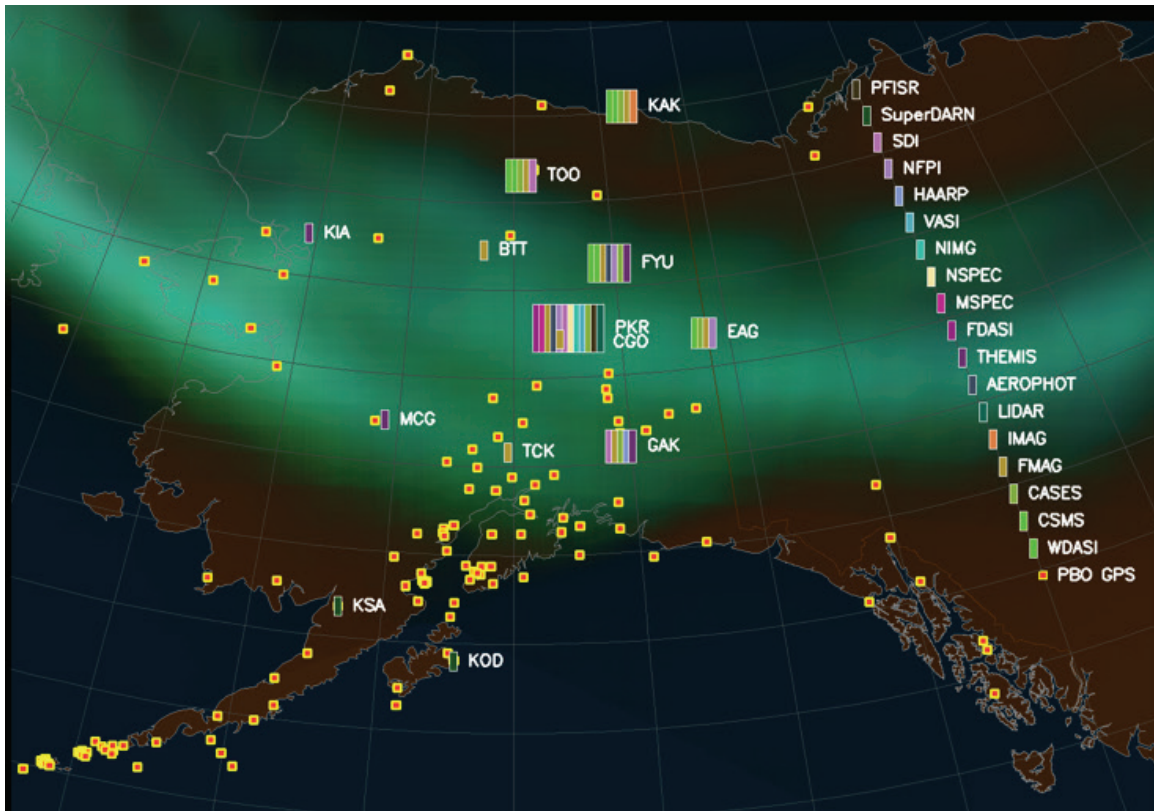 KAK
TOO
KIA
BTT
FYU
PKR
CGO
EAG
MCG
TCK
GAK
KSA
KOD
PFISR
SuperDARN
SDI
NFPI
HAARP
VASI
NIMG
NSPEC
MSPEC
FDASI
THEMIS
AEROPHOT
LIDAR
IMAG
FMAG
CASES
CSMS
WDASI
PBO GPS